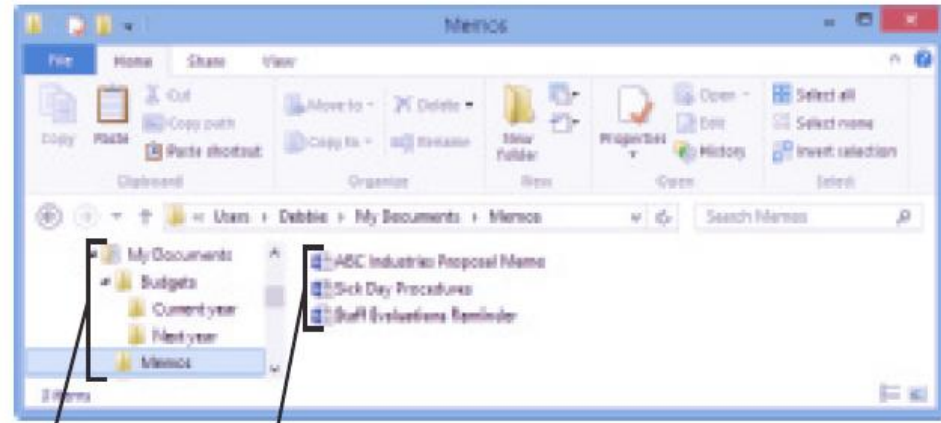 Memos
File Home Share View
Copy Paste Cut
Copy path
Paste shortcut
Move to Delete
Copy to Rename
New folder
Properties
Open
Edit
History
Select all
Select none
Invert selection
Clipboard Organize New Open Select
« Users Debbie My Documents Memos Search Memos
My Documents
Budgets
Current year
Next year
Memos
ABC Industries Proposal Memo
Sick Day Procedures
Staff Evaluations Reminder
3 items